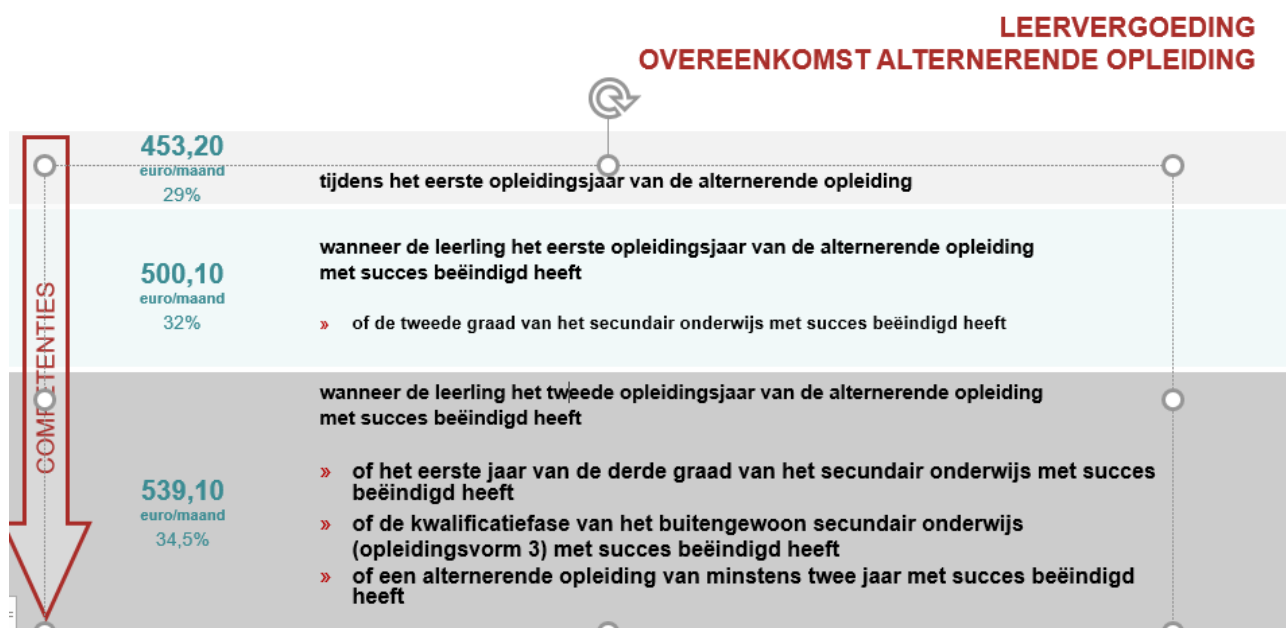 LEERVERGOEDING
OVEREENKOMST ALTERNERENDE OPLEIDING
COMPETENTIES
453,20
euro/maand
29%
tijdens het eerste opleidingsjaar van de alternerende opleiding
500,10
euro/maand
32%
wanneer de leerling het eerste opleidingsjaar van de alternerende opleiding
met succes beëindigd heeft
» of de tweede graad van het secundair onderwijs met succes beëindigd heeft
539,10
euro/maand
34,5%
wanneer de leerling het tweede opleidingsjaar van de alternerende opleiding
met succes beëindigd heeft
» of het eerste jaar van de derde graad van het secundair onderwijs met succes
beëindigd heeft
» of de kwalificatiefase van het buitengewoon secundair onderwijs
(opleidingsvorm 3) met succes beëindigd heeft
» of een alternerende opleiding van minstens twee jaar met succes beëindigd
heeft